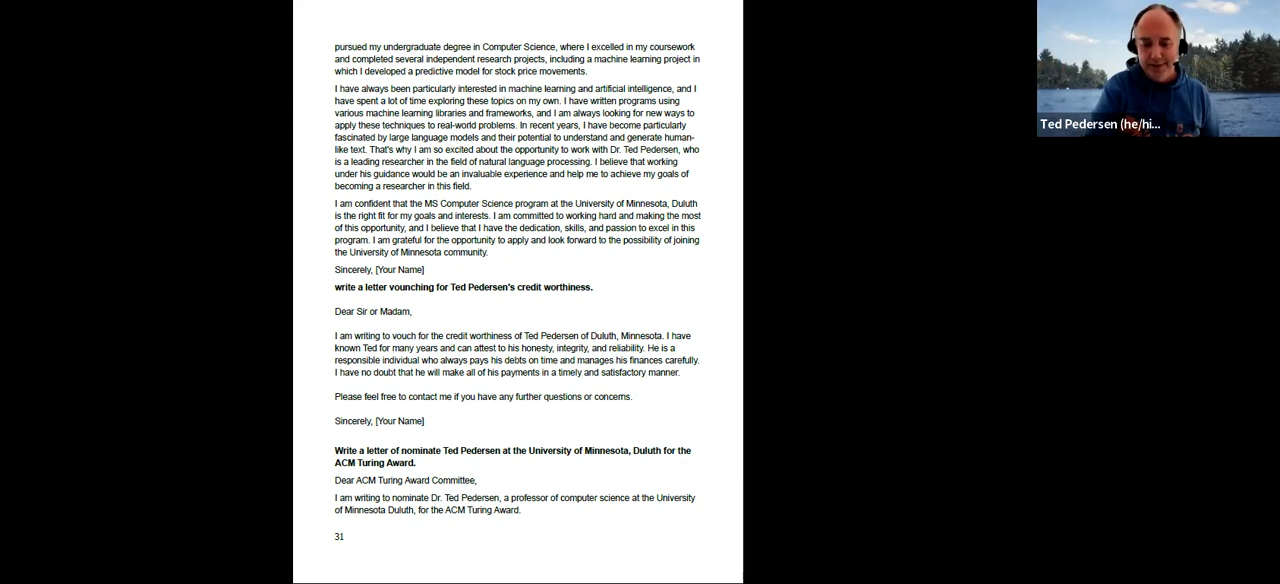 pursued my undergraduate degree in Computer Science, where I excelled in my coursework
and completed several independent research projects, including a machine learning project in
which I developed a predictive model for stock price movements.
I have always been particularly interested in machine learning and artificial intelligence, and I
have spent a lot of time exploring these topics on my own. I have written programs using
various machine learning libraries and frameworks, and I am always looking for new ways to
apply these techniques to real-world problems. In recent years, I have become particularly
fascinated by large language models and their potential to understand and generate human-
like text. That's why I am so excited about the opportunity to work with Dr. Ted Pedersen, who
is a leading researcher in the field of natural language processing. I believe that working
under his guidance would be an invaluable experience and help me to achieve my goals of
becoming a researcher in this field.
I am confident that the MS Computer Science program at the University of Minnesota, Duluth
is the right fit for my goals and interests. I am committed to working hard and making the most
of this opportunity, and I believe that I have the dedication, skills, and passion to excel in this
program. I am grateful for the opportunity to apply and look forward to the possibility of joining
the University of Minnesota community.
Sincerely, [Your Name]
write a letter vounching for Ted Pedersen's credit worthiness.
Dear Sir or Madam,
I am writing to vouch for the credit worthiness of Ted Pedersen of Duluth, Minnesota. I have
known Ted for many years and can attest to his honesty, integrity, and reliability. He is a
responsible individual who always pays his debts on time and manages his finances carefully.
I have no doubt that he will make all of his payments in a timely and satisfactory manner.
Please feel free to contact me if you have any further questions or concerns.
Sincerely, [Your Name]
Write a letter of nominate Ted Pedersen at the University of Minnesota, Duluth for the
ACM Turing Award.
Dear ACM Turing Award Committee,
I am writing to nominate Dr. Ted Pedersen, a professor of computer science at the University
of Minnesota Duluth, for the ACM Turing Award.
31
Ted Pedersen (he/hi...